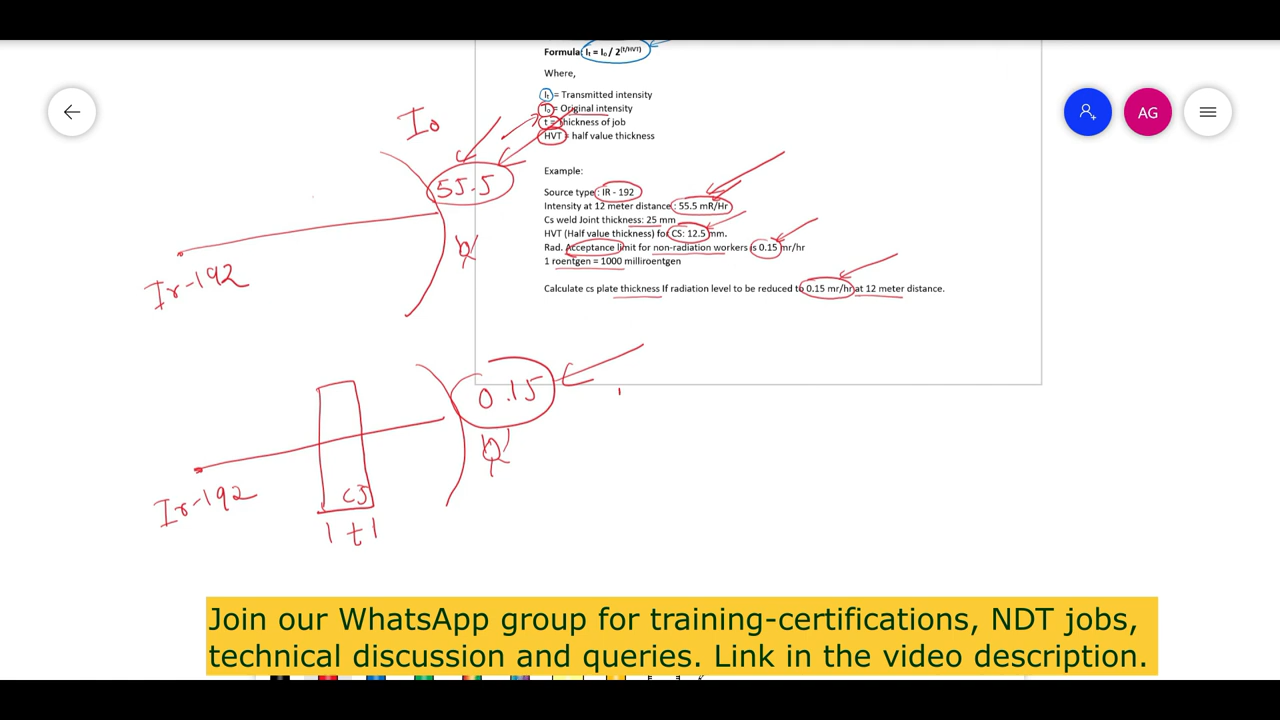 Formula: It = Io / 2(t/HVT)
Where,
It = Transmitted intensity
Io = Original intensity
t = Thickness of job
HVT = half value thickness
Example:
Source type : IR - 192
Intensity at 12 meter distance : 55.5 mR/Hr
Cs weld Joint thickness: 25 mm
HVT (Half value thickness) for CS: 12.5 mm.
Rad. Acceptance limit for non-radiation workers is 0.15 mr/hr
1 roentgen = 1000 milliroentgen
Calculate cs plate thickness If radiation level to be reduced to 0.15 mr/hr at 12 meter distance.
AG
Io
55.5
Ir-192
0.15
Ir-192
CS
t
Join our WhatsApp group for training-certifications, NDT jobs,
technical discussion and queries. Link in the video description.